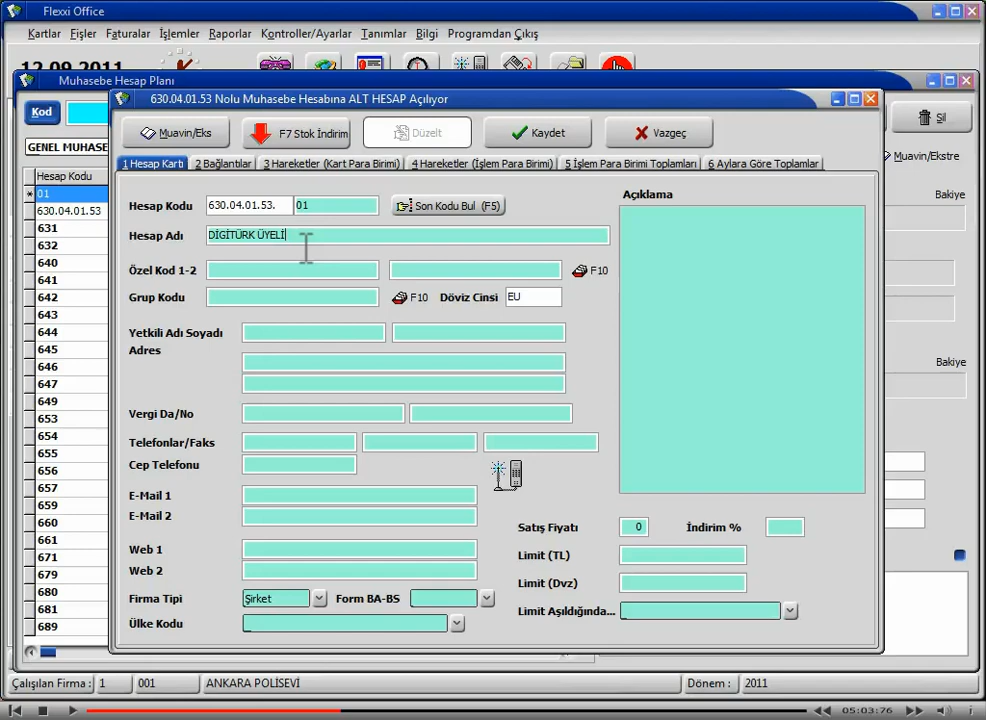 Flexxi Office
Kartlar Fişler Faturalar İşlemler Raporlar Kontroller/Ayarlar Tanımlar Bilgi Programdan Çıkış
12.09.2011
Muhasebe Hesap Planı
630.04.01.53 Nolu Muhasebe Hesabına ALT HESAP Açılıyor
Kod
Muavin/Eks F7 Stok İndirim Düzelt Kaydet Vazgeç
Sil
GENEL MUHASE
Muavin/Ekstre
1 Hesap Kartı 2 Bağlantılar 3 Hareketler (Kart Para Birimi) 4 Hareketler (İşlem Para Birimi) 5 İşlem Para Birimi Toplamları 6 Aylara Göre Toplamlar
Hesap Kodu
* 01
630.04.01.53
631
632
640
641
642
643
644
645
646
647
649
653
654
655
656
657
659
660
661
671
679
680
681
689
Hesap Kodu 630.04.01.53. 01 Son Kodu Bul (F5)
Hesap Adı DİGİTÜRK ÜYELİ
Özel Kod 1-2 F10
Grup Kodu F10 Döviz Cinsi EU
Yetkili Adı Soyadı
Adres
Vergi Da/No
Telefonlar/Faks
Cep Telefonu
E-Mail 1
E-Mail 2
Web 1
Web 2
Firma Tipi Şirket Form BA-BS
Ülke Kodu
Açıklama
Satış Fiyatı 0 İndirim %
Limit (TL)
Limit (Dvz)
Limit Aşıldığında...
Bakiye
Bakiye
Çalışılan Firma : 1 001 ANKARA POLİSEVİ Dönem : 2011
05:03:76